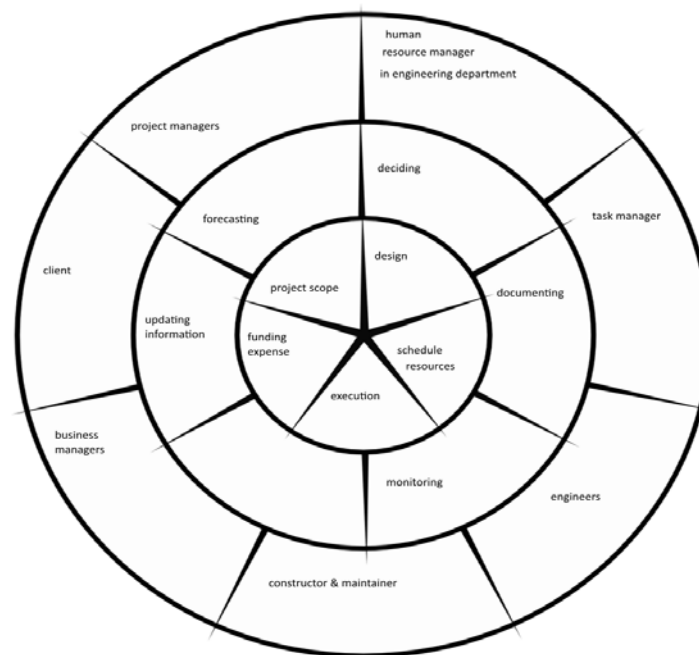 human
resource manager
in engineering department
project managers
deciding
task manager
forecasting
design
client
project scope
documenting
updating
information
funding
expense
schedule
resources
execution
business
managers
monitoring
engineers
constructor & maintainer